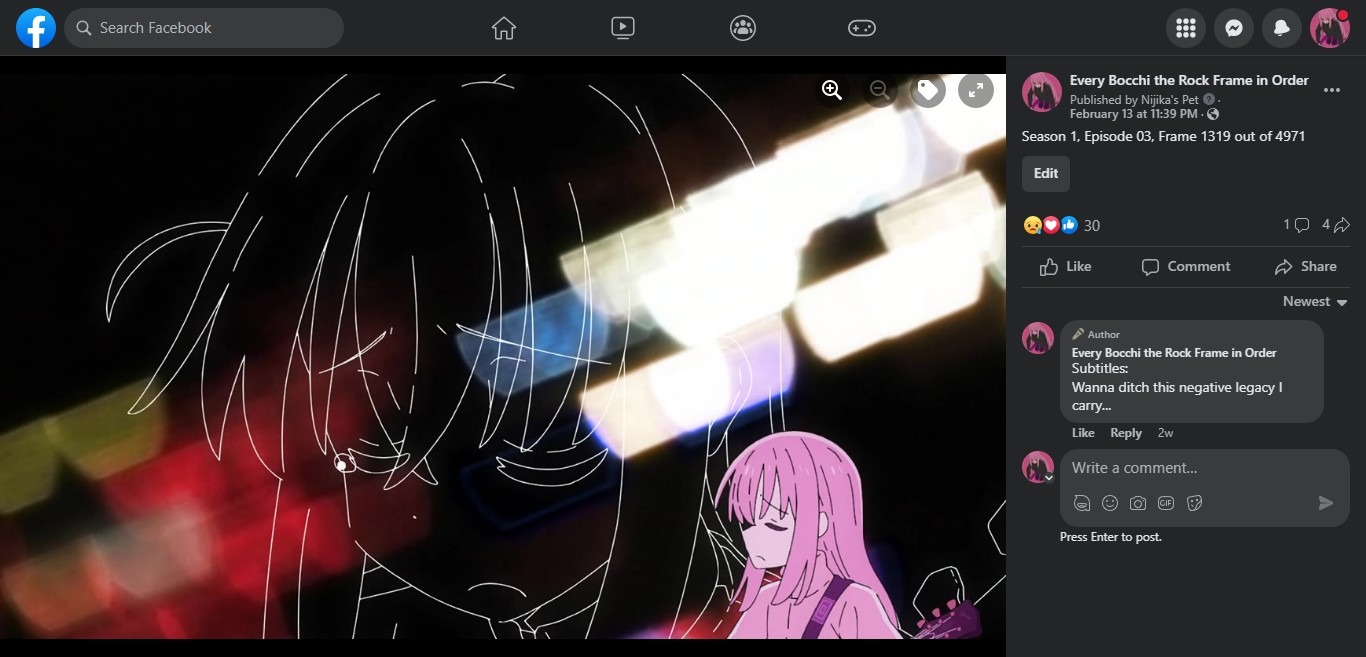 Search Facebook
Every Bocchi the Rock Frame in Order
Published by Nijika's Pet ·
February 13 at 11:39 PM ·
Season 1, Episode 03, Frame 1319 out of 4971
Edit
30
1
4
Like
Comment
Share
Newest
Author
Every Bocchi the Rock Frame in Order
Subtitles:
Wanna ditch this negative legacy I
carry...
Like Reply 2w
Write a comment...
GIF
Press Enter to post.